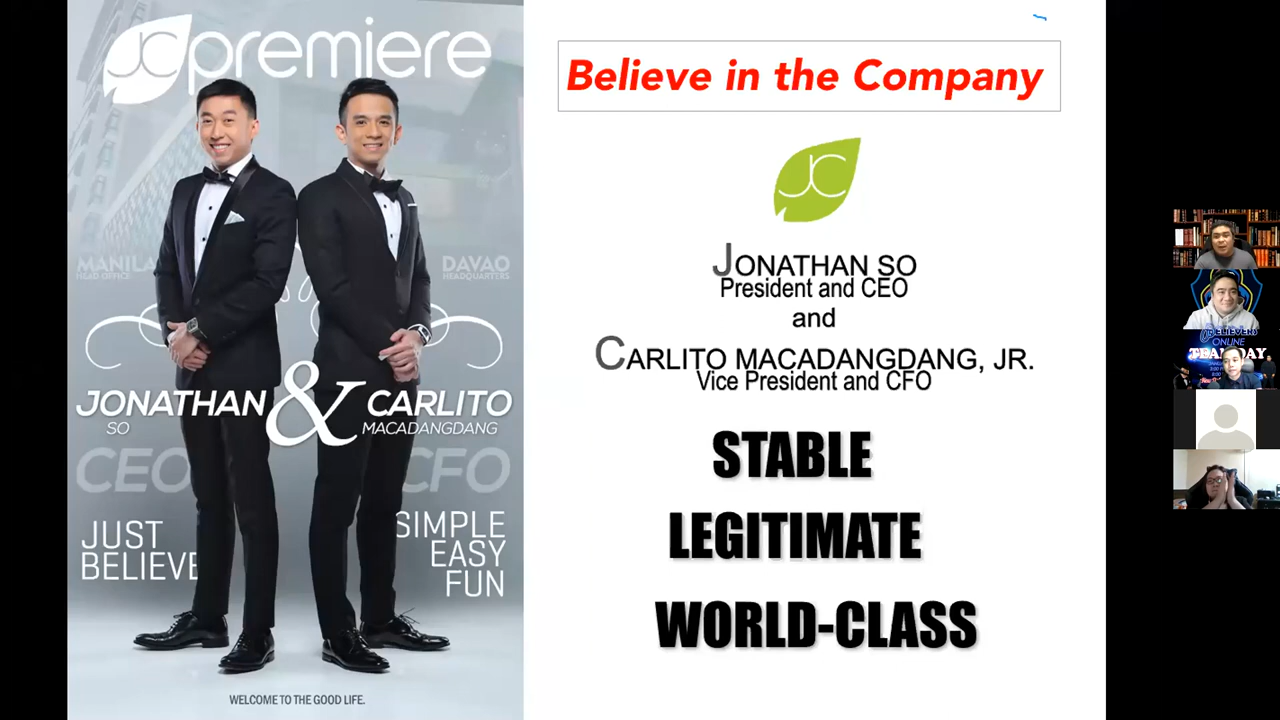 JC premiere
MANILA
HEAD OFFICE
DAVAO
HEADQUARTERS
JONATHAN & CARLITO
SO
MACADANGDANG
CEO
CFO
JUST
BELIEVE
SIMPLE
EASY
FUN
WELCOME TO THE GOOD LIFE.
Believe in the Company
JC
JONATHAN SO
President and CEO
and
CARLITO MACADANGDANG, JR.
Vice President and CFO
STABLE
LEGITIMATE
WORLD-CLASS
BELIEVERS
ONLINE